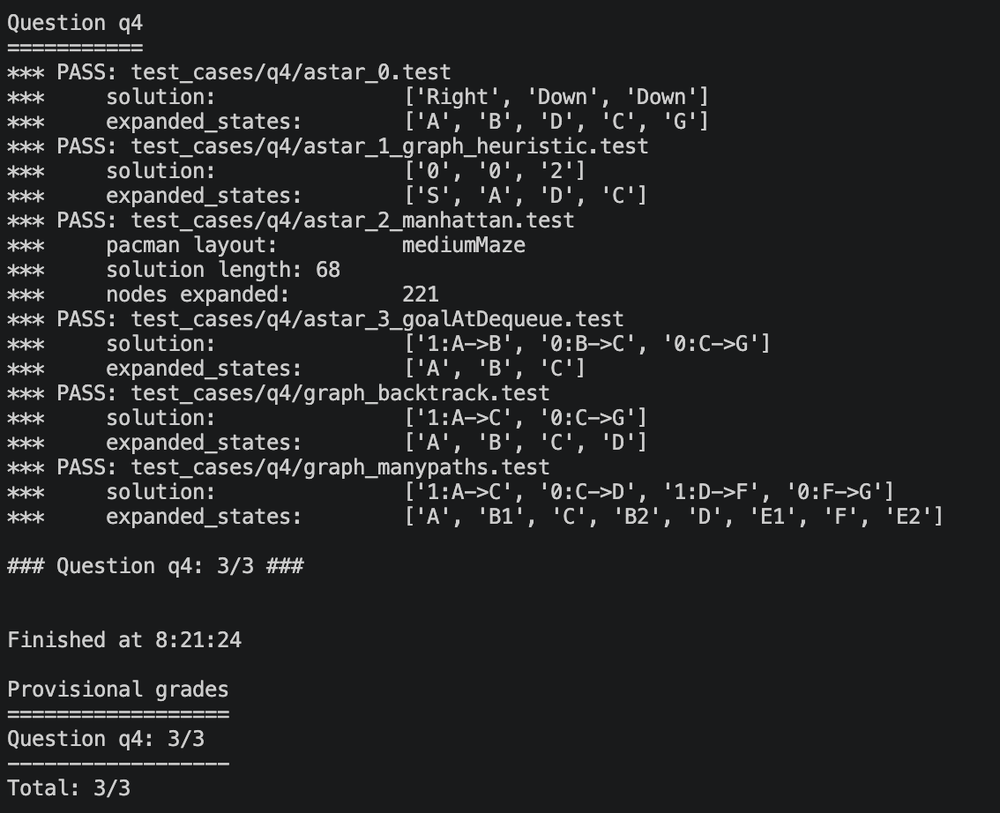 Question q4
===========
*** PASS: test_cases/q4/astar_0.test
***     solution:               ['Right', 'Down', 'Down']
***     expanded_states:        ['A', 'B', 'D', 'C', 'G']
*** PASS: test_cases/q4/astar_1_graph_heuristic.test
***     solution:               ['0', '0', '2']
***     expanded_states:        ['S', 'A', 'D', 'C']
*** PASS: test_cases/q4/astar_2_manhattan.test
***     pacman layout:          mediumMaze
***     solution length: 68
***     nodes expanded:         221
*** PASS: test_cases/q4/astar_3_goalAtDequeue.test
***     solution:               ['1:A->B', '0:B->C', '0:C->G']
***     expanded_states:        ['A', 'B', 'C']
*** PASS: test_cases/q4/graph_backtrack.test
***     solution:               ['1:A->C', '0:C->G']
***     expanded_states:        ['A', 'B', 'C', 'D']
*** PASS: test_cases/q4/graph_manypaths.test
***     solution:               ['1:A->C', '0:C->D', '1:D->F', '0:F->G']
***     expanded_states:        ['A', 'B1', 'C', 'B2', 'D', 'E1', 'F', 'E2']
### Question q4: 3/3 ###
Finished at 8:21:24
Provisional grades
==================
Question q4: 3/3
------------------
Total: 3/3